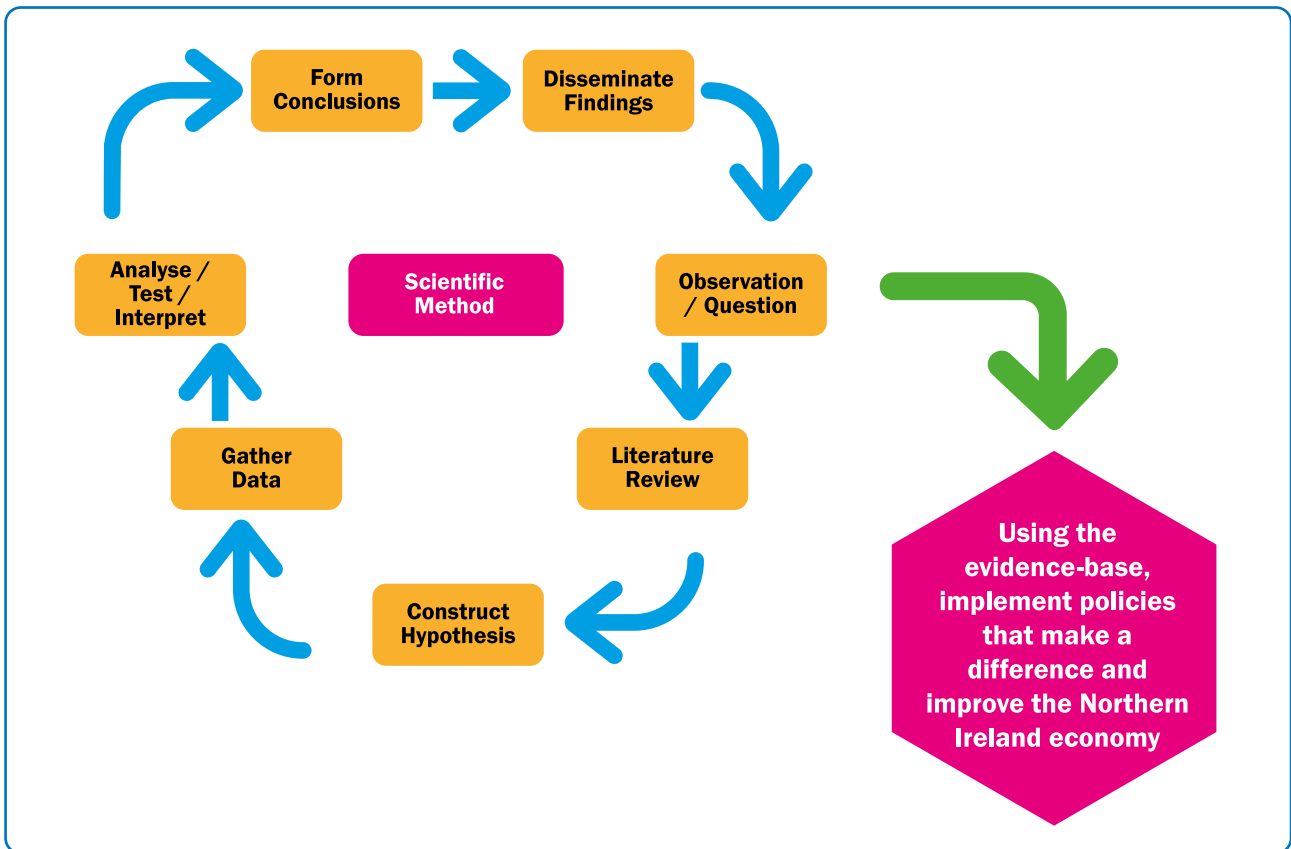 Form
Conclusions
Disseminate
Findings
Analyse /
Test /
Interpret
Scientific
Method
Observation
/ Question
Gather
Data
Literature
Review
Construct
Hypothesis
Using the
evidence-base,
implement policies
that make a
difference and
improve the Northern
Ireland economy